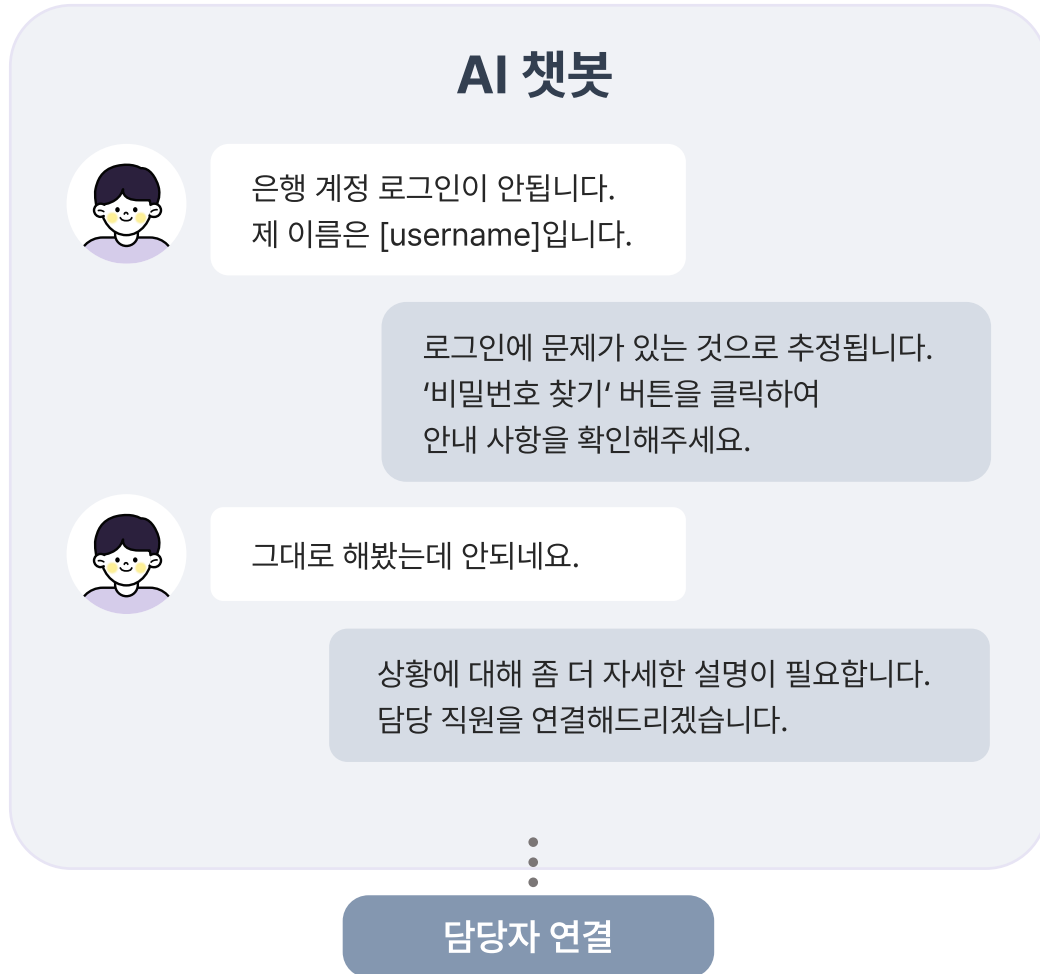 AI 챗봇
은행 계정 로그인이 안됩니다.
제 이름은 [username]입니다.
로그인에 문제가 있는 것으로 추정됩니다.
‘비밀번호 찾기‘ 버튼을 클릭하여
안내 사항을 확인해주세요.
그대로 해봤는데 안되네요.
상황에 대해 좀 더 자세한 설명이 필요합니다.
담당 직원을 연결해드리겠습니다.
담당자 연결